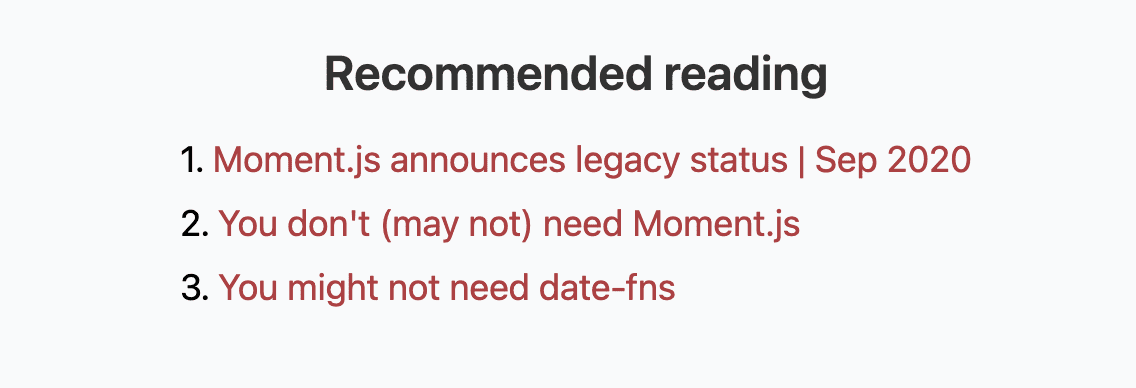 Recommended reading
1. Moment.js announces legacy status | Sep 2020
2. You don't (may not) need Moment.js
3. You might not need date-fns